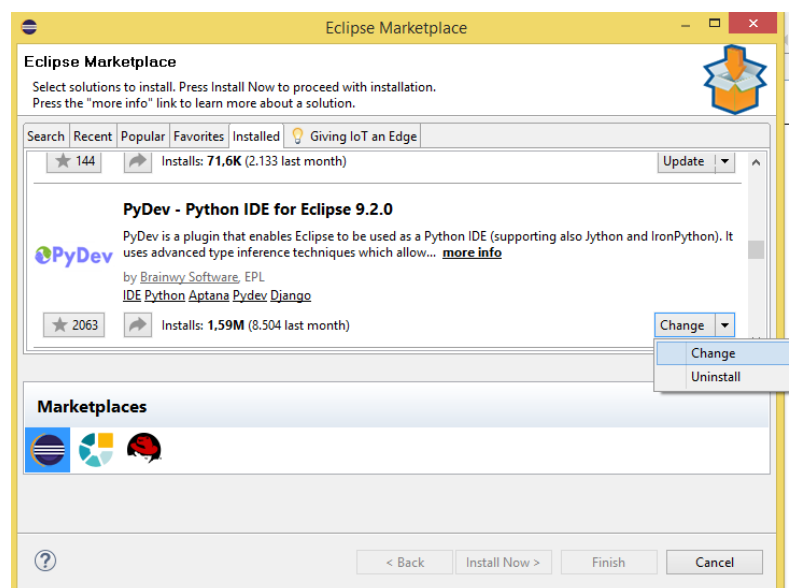 Eclipse Marketplace
Eclipse Marketplace
Select solutions to install. Press Install Now to proceed with installation.
Press the "more info" link to learn more about a solution.
Search Recent Popular Favorites Installed Giving IoT an Edge
144 Installs: 71,6K (2.133 last month) Update
PyDev - Python IDE for Eclipse 9.2.0
PyDev is a plugin that enables Eclipse to be used as a Python IDE (supporting also Jython and IronPython). It
PyDev uses advanced type inference techniques which allow... more info
by Brainwy Software, EPL
IDE Python Aptana Pydev Django
2063 Installs: 1,59M (8.504 last month) Change
Change
Uninstall
Marketplaces
? < Back Install Now > Finish Cancel